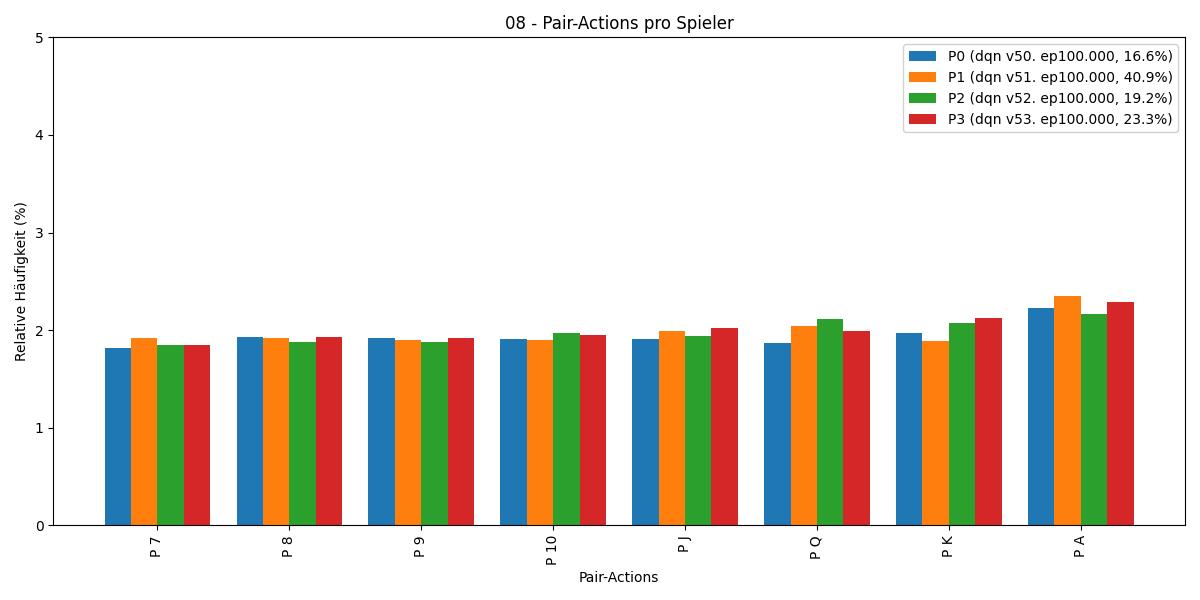 08 - Pair-Actions pro Spieler
P0 (dqn v50. ep100.000, 16.6%)
P1 (dqn v51. ep100.000, 40.9%)
P2 (dqn v52. ep100.000, 19.2%)
P3 (dqn v53. ep100.000, 23.3%)
Relative Häufigkeit (%)
5
4
3
2
1
0
P 7
P 8
P 9
P 10
P J
P Q
P K
P A
Pair-Actions